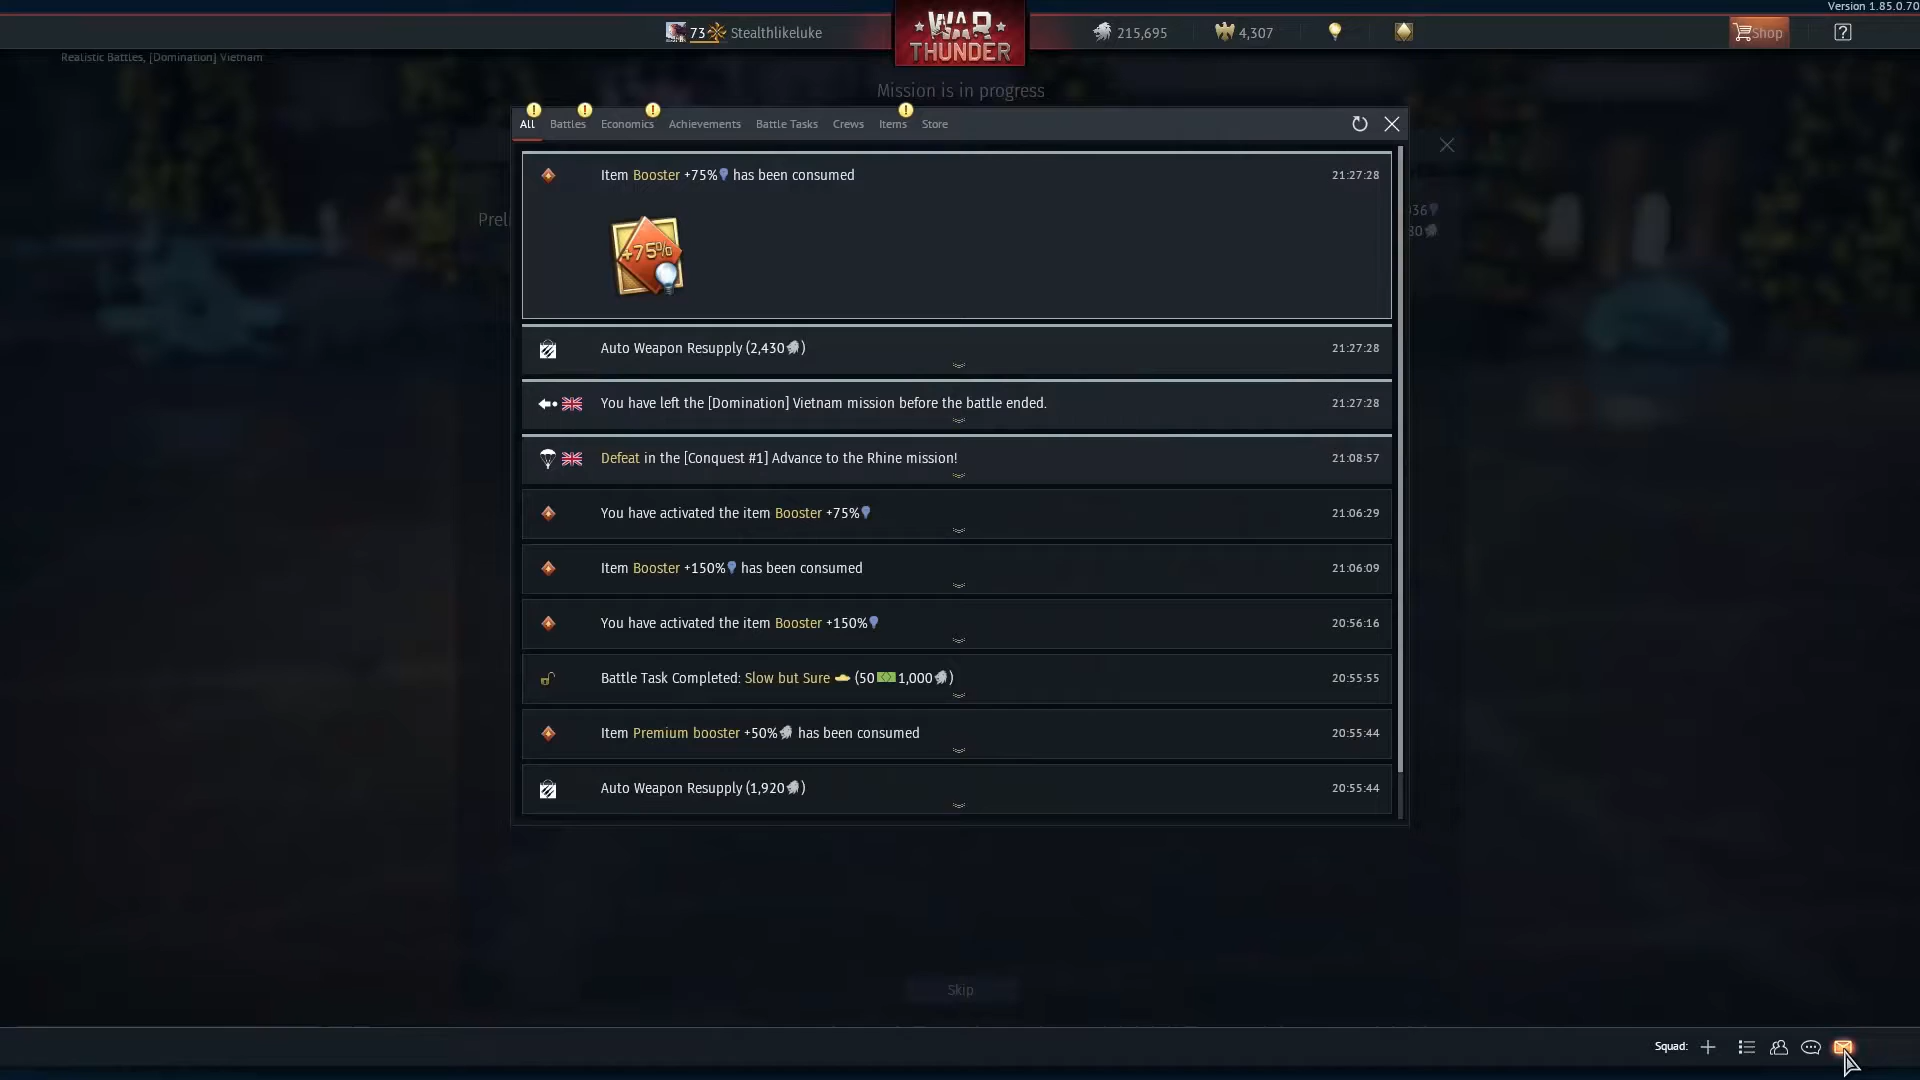 Version 1.85.0.70
73 Stealthlikeluke
WAR THUNDER
215,695
4,307
Shop
Realistic Battles, [Domination] Vietnam
Mission is in progress
All Battles Economics Achievements Battle Tasks Crews Items Store
Item Booster +75% has been consumed 21:27:28
+75%
Auto Weapon Resupply (2,430) 21:27:28
You have left the [Domination] Vietnam mission before the battle ended. 21:27:28
Defeat in the [Conquest #1] Advance to the Rhine mission! 21:08:57
You have activated the item Booster +75% 21:06:29
Item Booster +150% has been consumed 21:06:09
You have activated the item Booster +150% 20:56:16
Battle Task Completed: Slow but Sure (50 1,000) 20:55:55
Item Premium booster +50% has been consumed 20:55:44
Auto Weapon Resupply (1,920) 20:55:44
Skip
Squad: